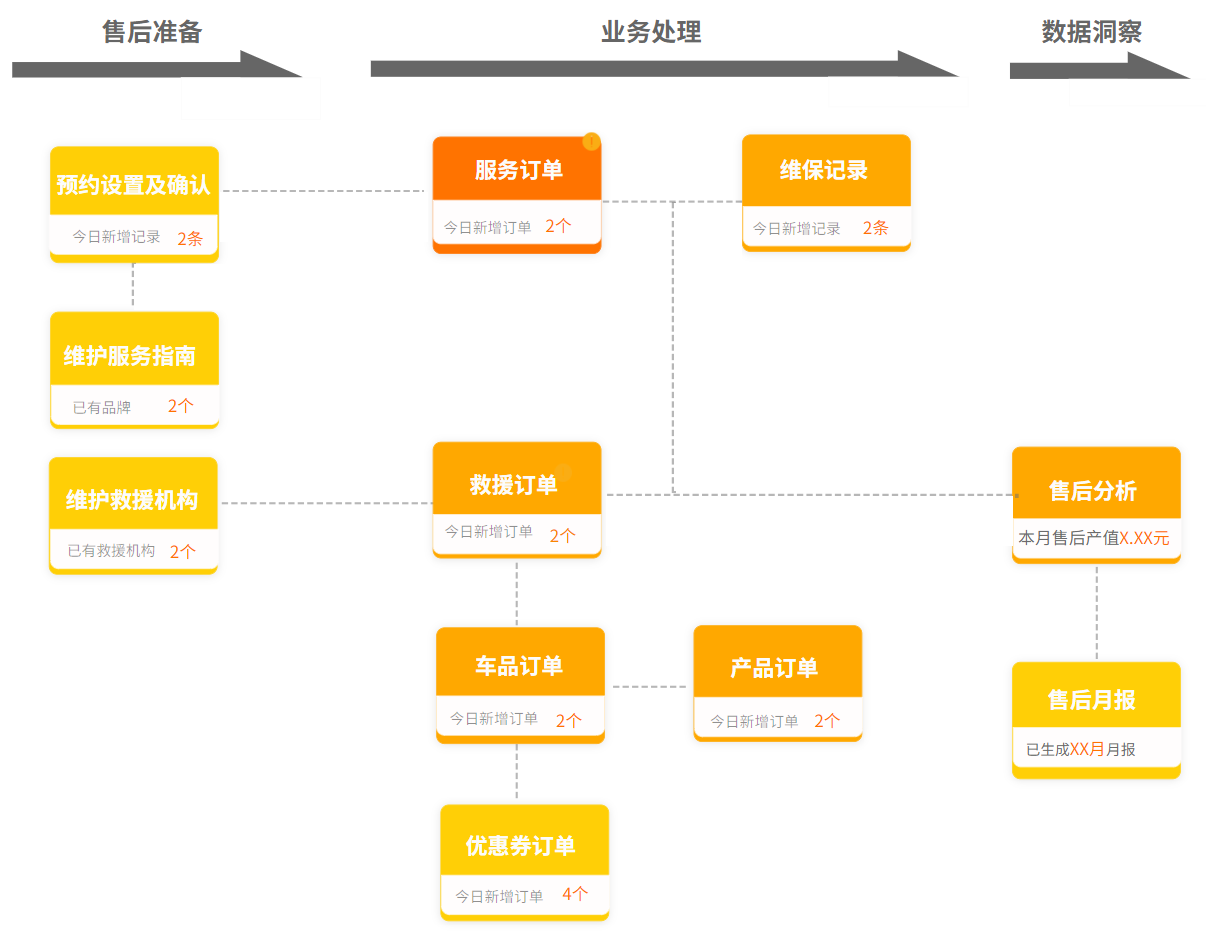 售后准备
业务处理
数据洞察
预约设置及确认
今日新增记录 2条
服务订单
!
今日新增订单 2个
维保记录
今日新增记录 2条
维护服务指南
已有品牌 2个
维护救援机构
已有救援机构 2个
救援订单
今日新增订单 2个
售后分析
本月售后产值X.XX元
车品订单
今日新增订单 2个
产品订单
今日新增订单 2个
售后月报
已生成XX月月报
优惠券订单
今日新增订单 4个